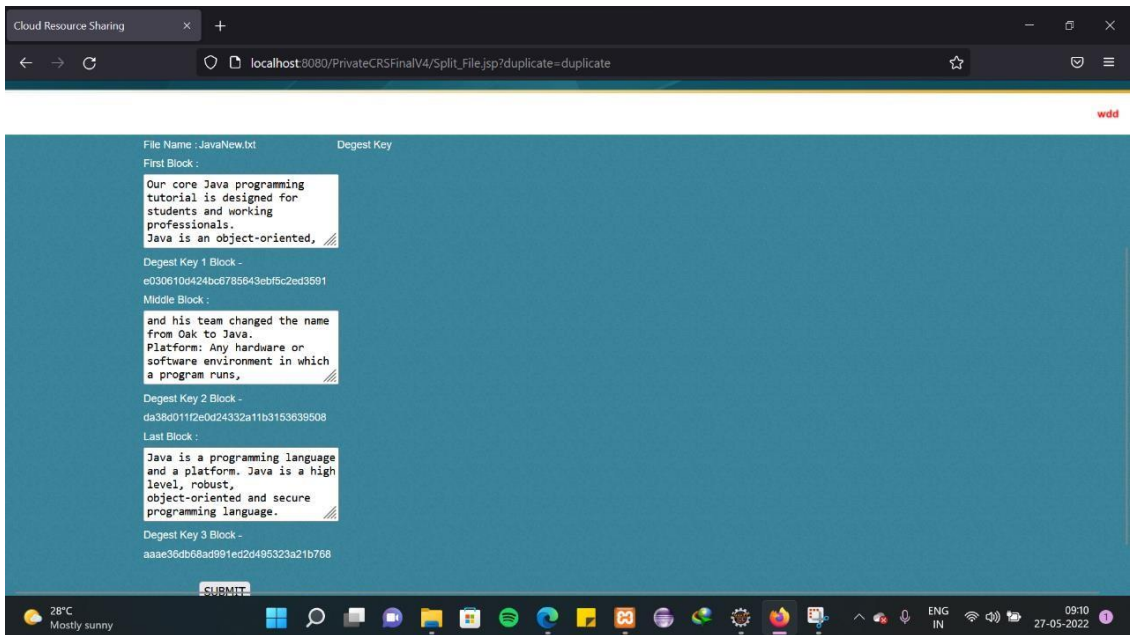 Cloud Resource Sharing
localhost:8080/PrivateCRSFinalV4/Split_File.jsp?duplicate=duplicate
wdd
File Name : JavaNew.txt Degest Key
First Block :
Our core Java programming
tutorial is designed for
students and working
professionals.
Java is an object-oriented,
Degest Key 1 Block -
e030610d424bc6785643ebf5c2ed3591
Middle Block :
and his team changed the name
from Oak to Java.
Platform: Any hardware or
software environment in which
a program runs,
Degest Key 2 Block -
da38d011f2e0d24332a11b3153639508
Last Block :
Java is a programming language
and a platform. Java is a high
level, robust,
object-oriented and secure
programming language.
Degest Key 3 Block -
aaae36db68ad991ed2d495323a21b768
SUBMIT
28°C
Mostly sunny
ENG
IN
09:10
27-05-2022
1